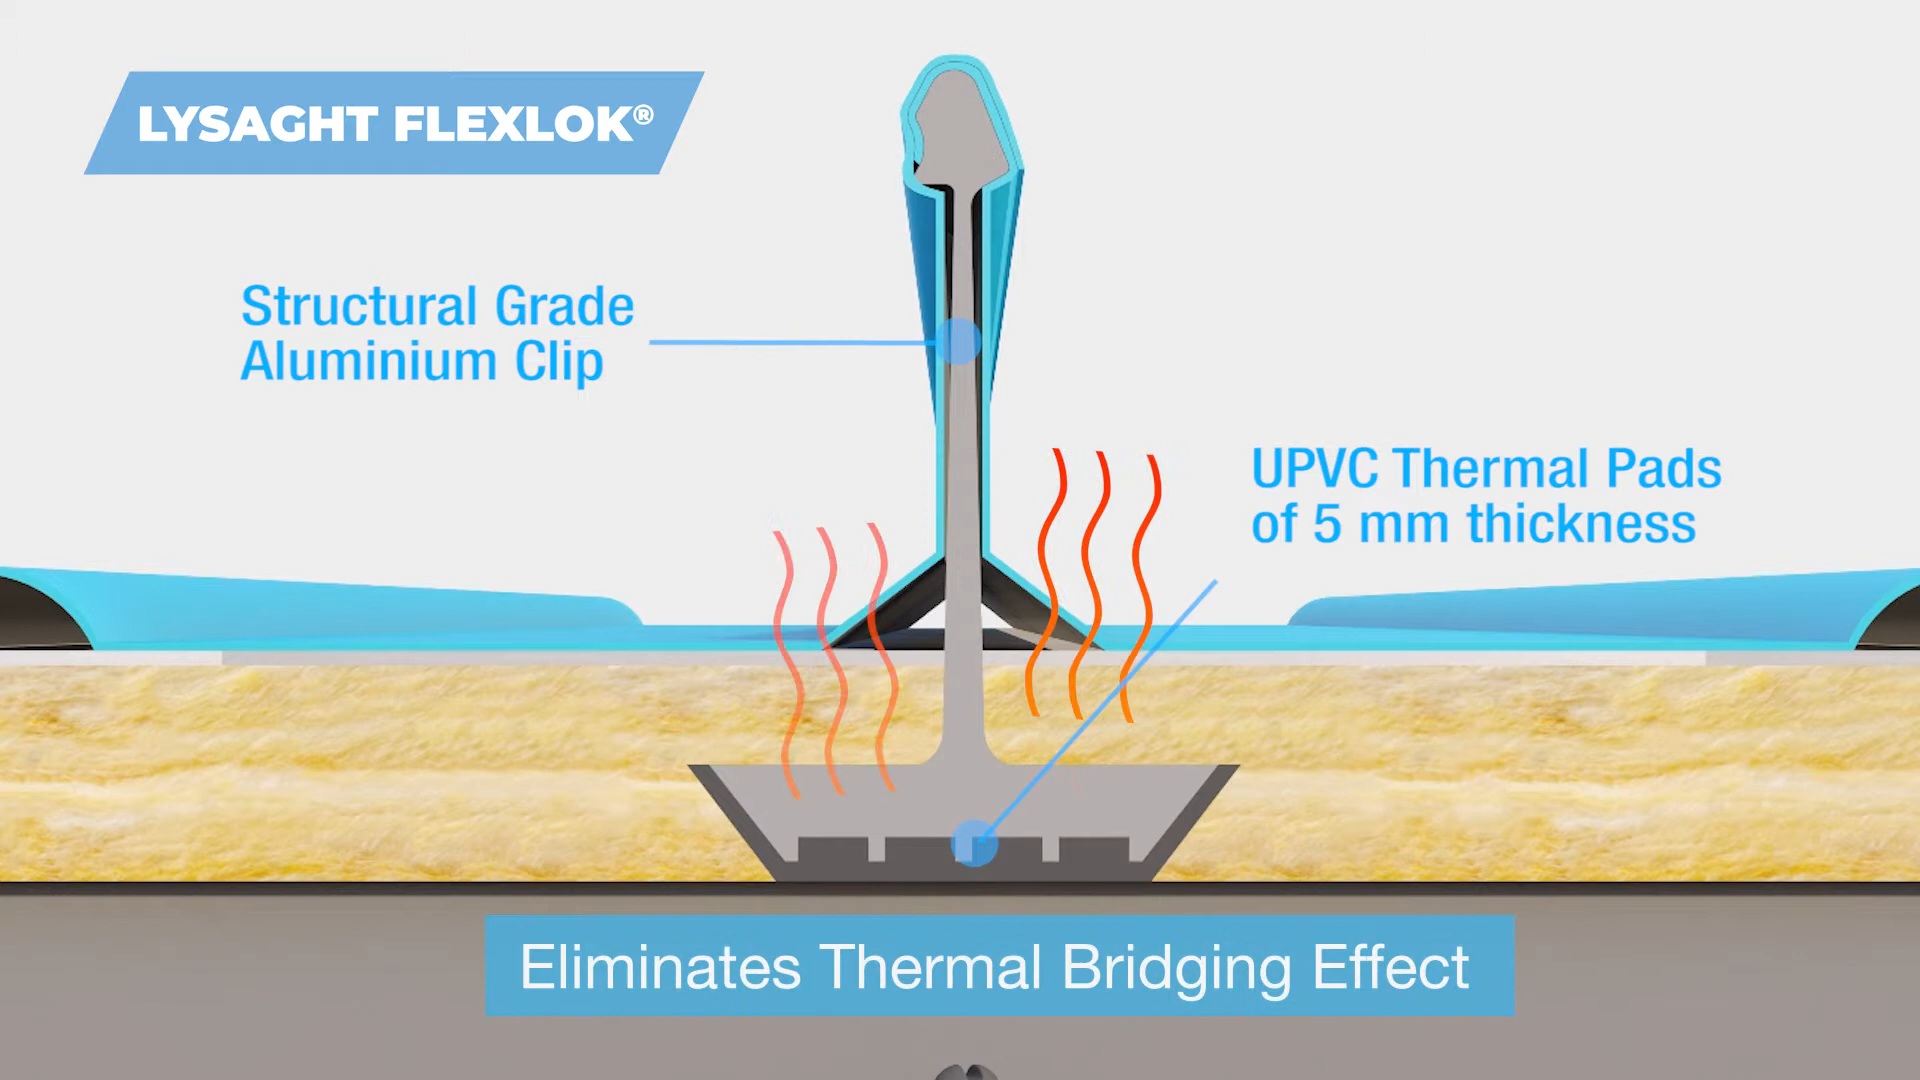 LYSAGHT FLEXLOK®
Structural Grade
Aluminium Clip
UPVC Thermal Pads
of 5 mm thickness
Eliminates Thermal Bridging Effect